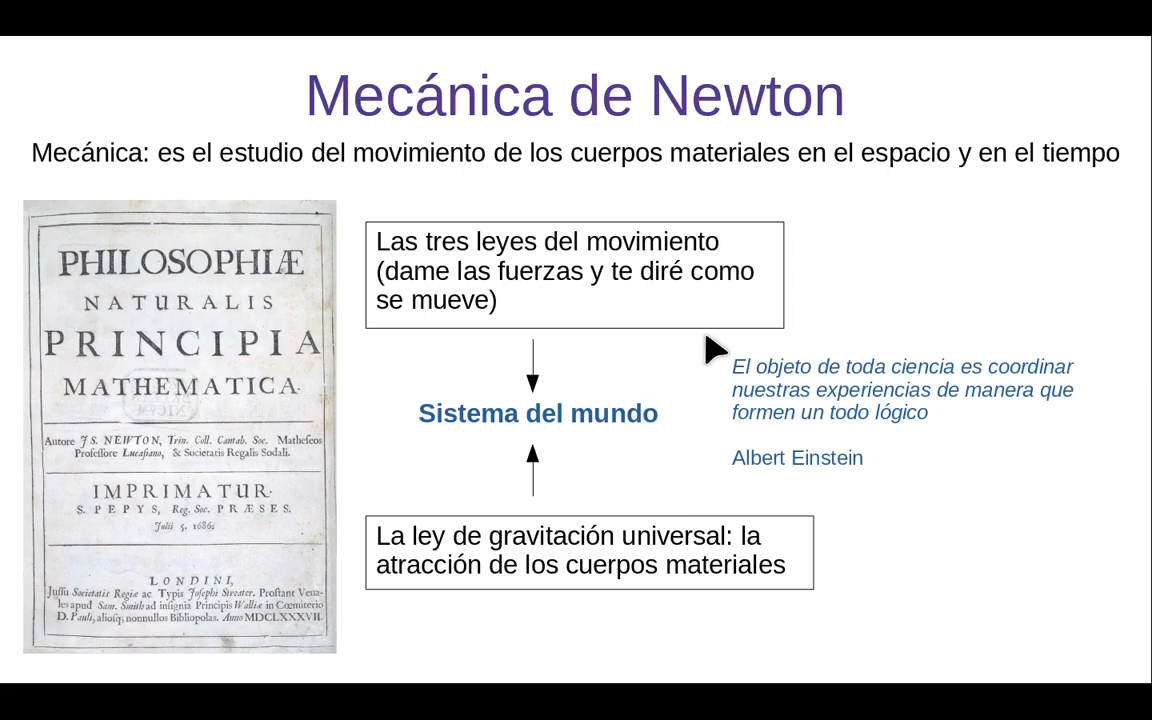 Mecánica de Newton
Mecánica: es el estudio del movimiento de los cuerpos materiales en el espacio y en el tiempo
PHILOSOPHIÆ
NATURALIS
PRINCIPIA
MATHEMATICA.
Autore J S. NEWTON, Trin. Coll. Cantab. Soc. Matheseos
Professore Lucasiano, & Societatis Regalis Sodali.
IMPRIMATUR.
S. PEPYS, Reg. Soc. PRÆSES.
Julii 5. 1686.
LONDINI,
Jussu Societatis Regiæ ac Typis Josephi Streater. Prostant Vena-
les apud Sam. Smith ad insignia Principis Walliæ in Cœmiterio
D. Pauli, aliosq; nonnullos Bibliopolas. Anno MDCLXXXVII.
Las tres leyes del movimiento
(dame las fuerzas y te diré como
se mueve)
Sistema del mundo
La ley de gravitación universal: la
atracción de los cuerpos materiales
El objeto de toda ciencia es coordinar
nuestras experiencias de manera que
formen un todo lógico
Albert Einstein